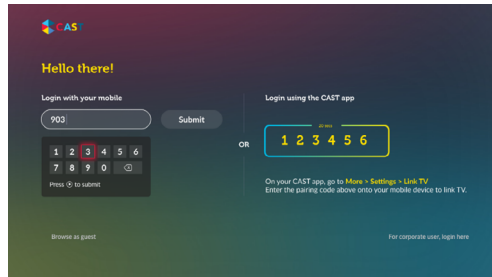 CAST
Hello there!
Login with your mobile
903
Submit
1 2 3 4 5 6
7 8 9 0
Press to submit
OR
Login using the CAST app
20 secs
1 2 3 4 5 6
On your CAST app, go to More > Settings > Link TV
Enter the pairing code above onto your mobile device to link TV.
Browse as guest
For corporate user, login here